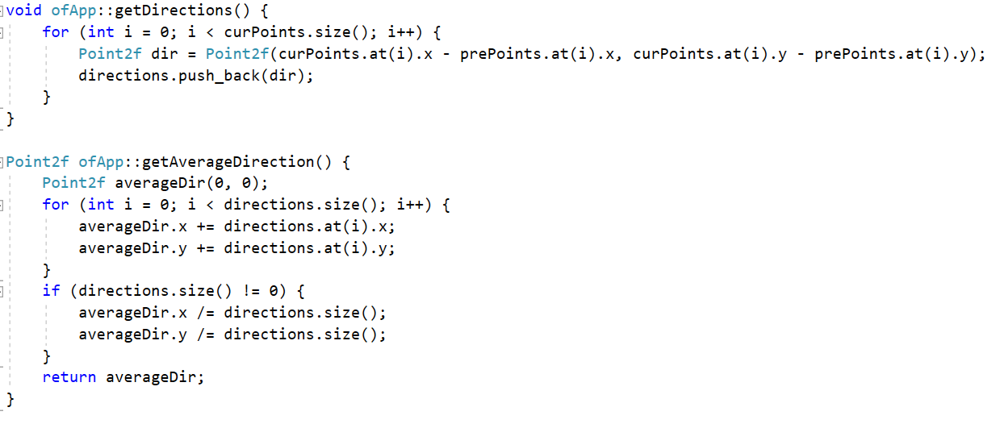 void ofApp::getDirections() {
    for (int i = 0; i < curPoints.size(); i++) {
        Point2f dir = Point2f(curPoints.at(i).x - prePoints.at(i).x, curPoints.at(i).y - prePoints.at(i).y);
        directions.push_back(dir);
    }
}

Point2f ofApp::getAverageDirection() {
    Point2f averageDir(0, 0);
    for (int i = 0; i < directions.size(); i++) {
        averageDir.x += directions.at(i).x;
        averageDir.y += directions.at(i).y;
    }
    if (directions.size() != 0) {
        averageDir.x /= directions.size();
        averageDir.y /= directions.size();
    }
    return averageDir;
}